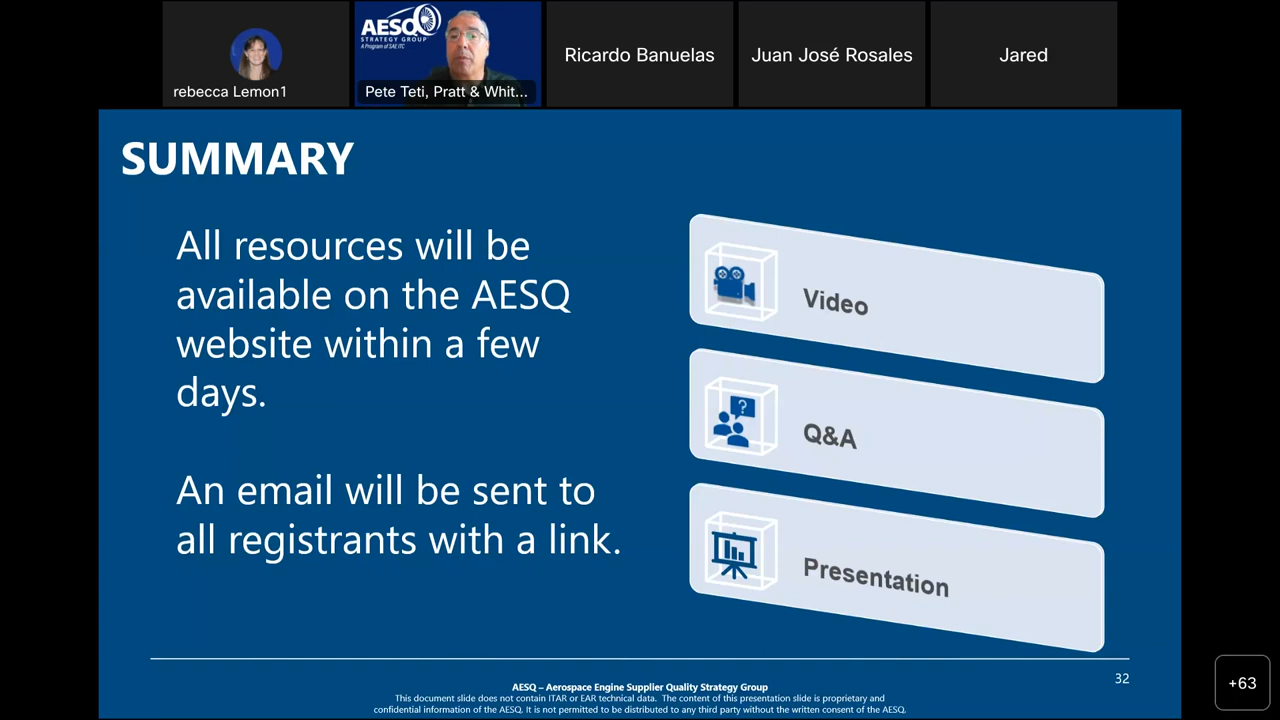 AESQ
STRATEGY GROUP
A Program of SAE ITC
rebecca Lemon1
Pete Teti, Pratt & Whit...
Ricardo Banuelas
Juan José Rosales
Jared
SUMMARY
All resources will be
available on the AESQ
website within a few
days.
An email will be sent to
all registrants with a link.
Video
?
Q&A
Presentation
32
AESQ – Aerospace Engine Supplier Quality Strategy Group
This document slide does not contain ITAR or EAR technical data. The content of this presentation slide is proprietary and
confidential information of the AESQ. It is not permitted to be distributed to any third party without the written consent of the AESQ.
+63